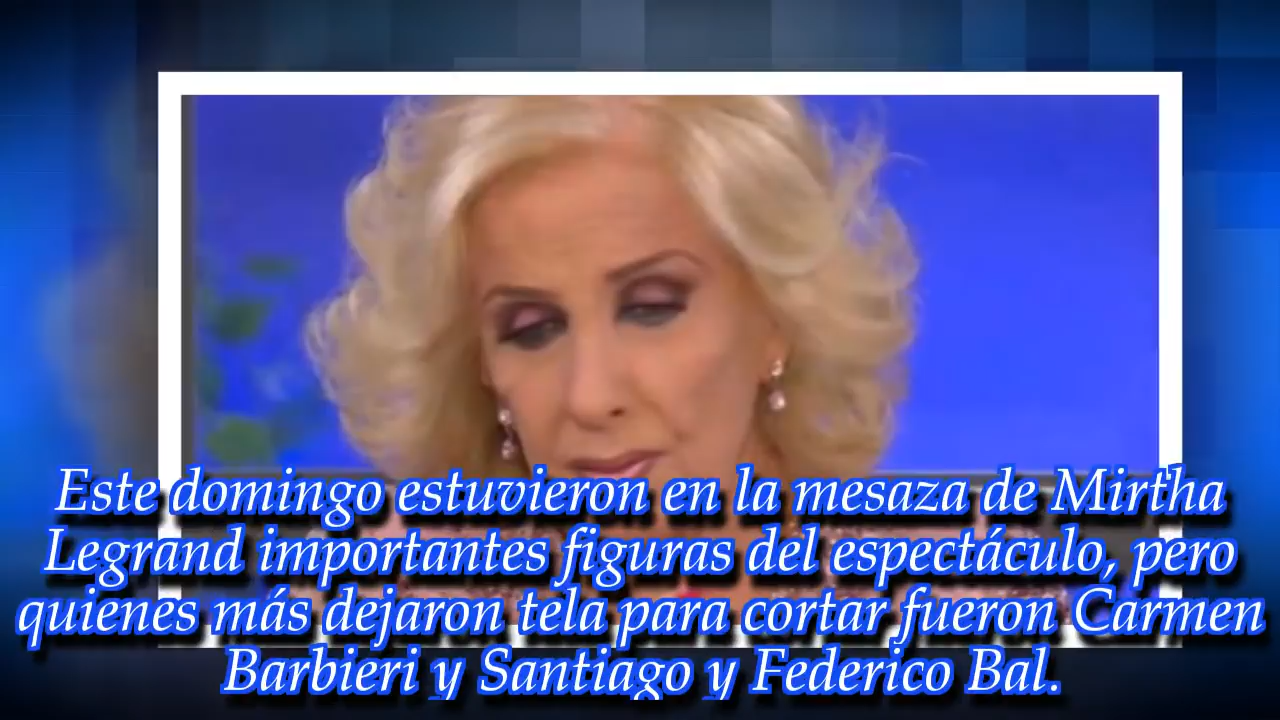 Este domingo estuvieron en la mesaza de Mirtha
Legrand importantes figuras del espectáculo, pero
quienes más dejaron tela para cortar fueron Carmen
Barbieri y Santiago y Federico Bal.